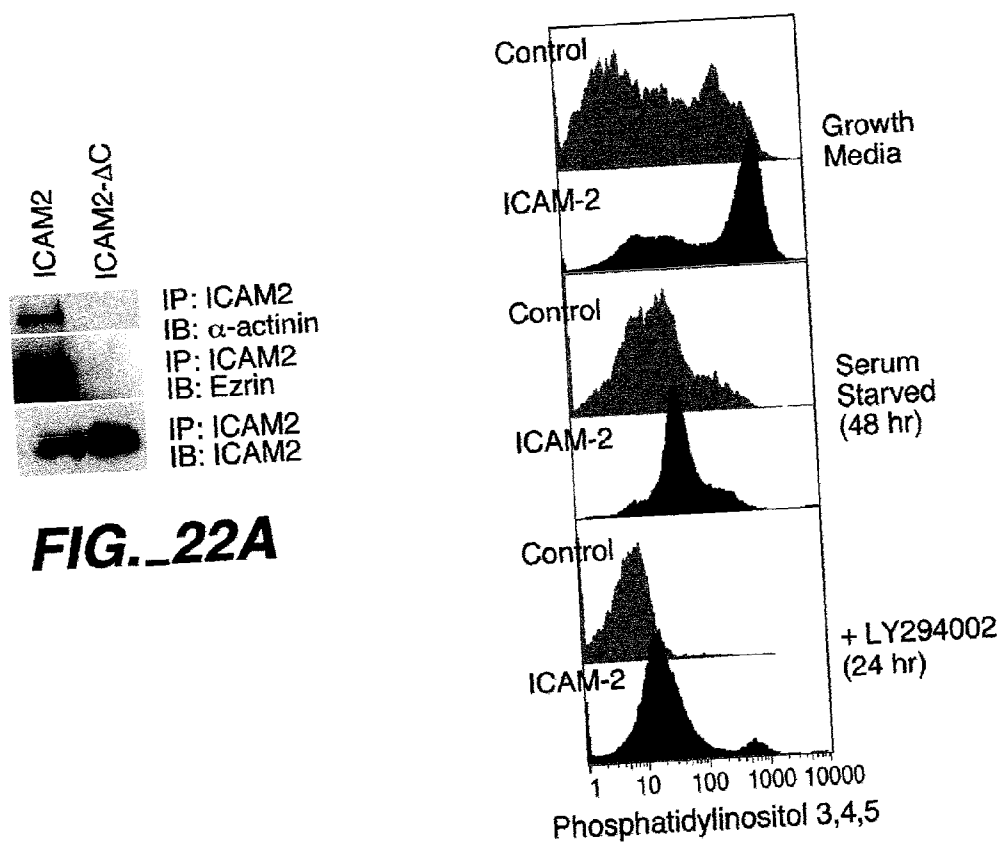 ICAM2
ICAM2-ΔC
IP: ICAM2
IB: α-actinin
IP: ICAM2
IB: Ezrin
IP: ICAM2
IB: ICAM2
FIG._22A
Control
ICAM-2
Growth
Media
Control
ICAM-2
Serum
Starved
(48 hr)
Control
ICAM-2
+ LY294002
(24 hr)
1 10 100 1000 10000
Phosphatidylinositol 3,4,5